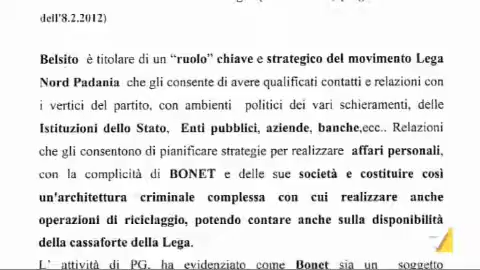 dell'8.2.2012)
Belsito è titolare di un “ruolo” chiave e strategico del movimento Lega
Nord Padania che gli consente di avere qualificati contatti e relazioni con
i vertici del partito, con ambienti politici dei vari schieramenti, delle
Istituzioni dello Stato, Enti pubblici, aziende, banche,ecc.. Relazioni
che gli consentono di pianificare strategie per realizzare affari personali,
con la complicità di BONET e delle sue società e costituire così
un'architettura criminale complessa con cui realizzare anche
operazioni di riciclaggio, potendo contare anche sulla disponibilità
della cassaforte della Lega.
L' attività di PG, ha evidenziato come Bonet sia un soggetto